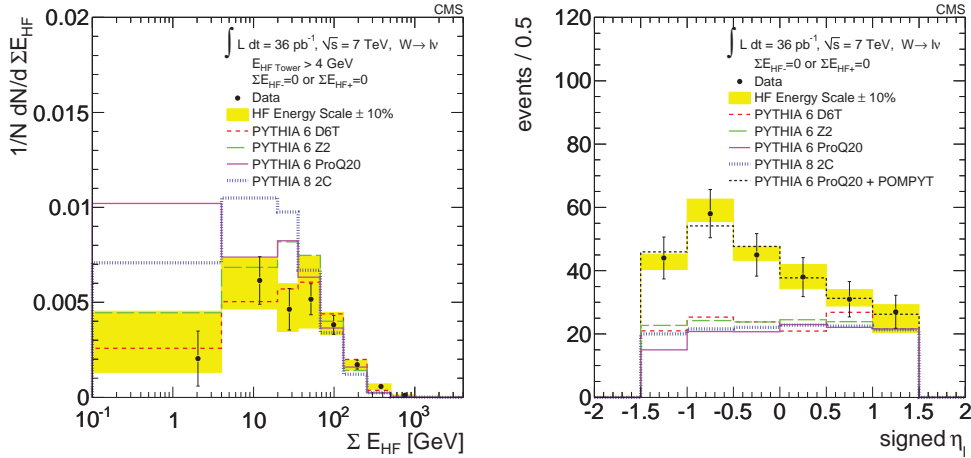 CMS
1/N dN/d ΣE_HF
0.02
0.015
0.01
0.005
0
∫ L dt = 36 pb⁻¹, √s = 7 TeV, W→ lν
E_HF Tower > 4 GeV
ΣE_HF-=0 or ΣE_HF+=0
Data
HF Energy Scale ± 10%
PYTHIA 6 D6T
PYTHIA 6 Z2
PYTHIA 6 ProQ20
PYTHIA 8 2C
10⁻¹ 1 10 10² 10³
Σ E_HF [GeV]
CMS
events / 0.5
120
100
80
60
40
20
0
∫ L dt = 36 pb⁻¹, √s = 7 TeV, W→ lν
ΣE_HF-=0 or ΣE_HF+=0
Data
HF Energy Scale ± 10%
PYTHIA 6 D6T
PYTHIA 6 Z2
PYTHIA 6 ProQ20
PYTHIA 8 2C
PYTHIA 6 ProQ20 + POMPYT
-2 -1.5 -1 -0.5 0 0.5 1 1.5 2
signed η_l